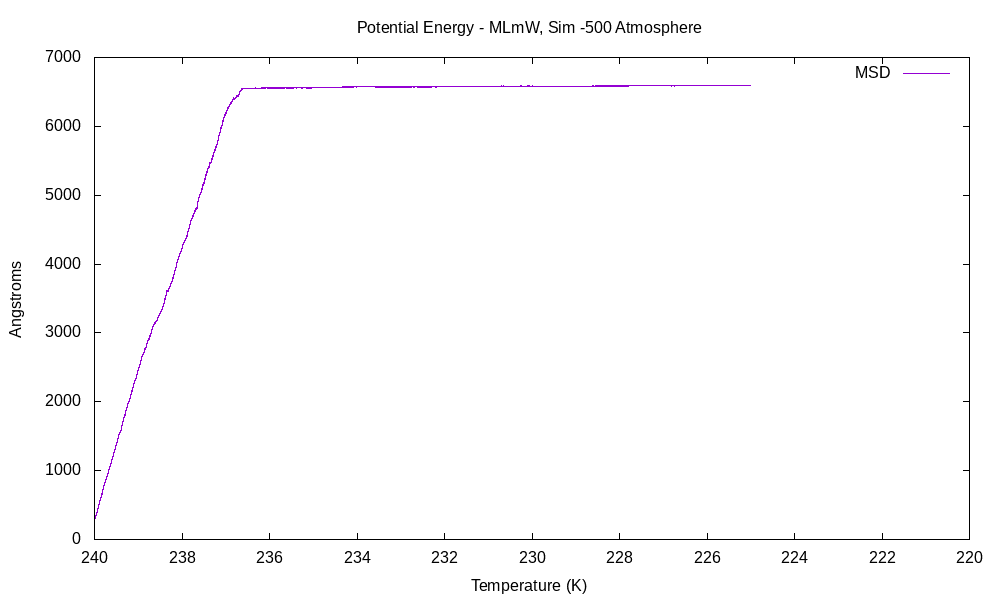 Potential Energy - MLmW, Sim -500 Atmosphere
7000
6000
5000
4000
3000
2000
1000
0
Angstroms
MSD
240 238 236 234 232 230 228 226 224 222 220
Temperature (K)